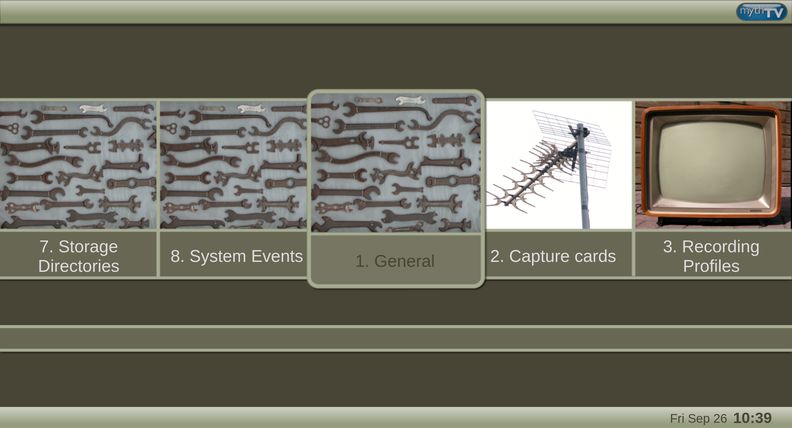 mythTV
7. Storage
Directories
8. System Events
1. General
2. Capture cards
3. Recording
Profiles
Fri Sep 26 10:39